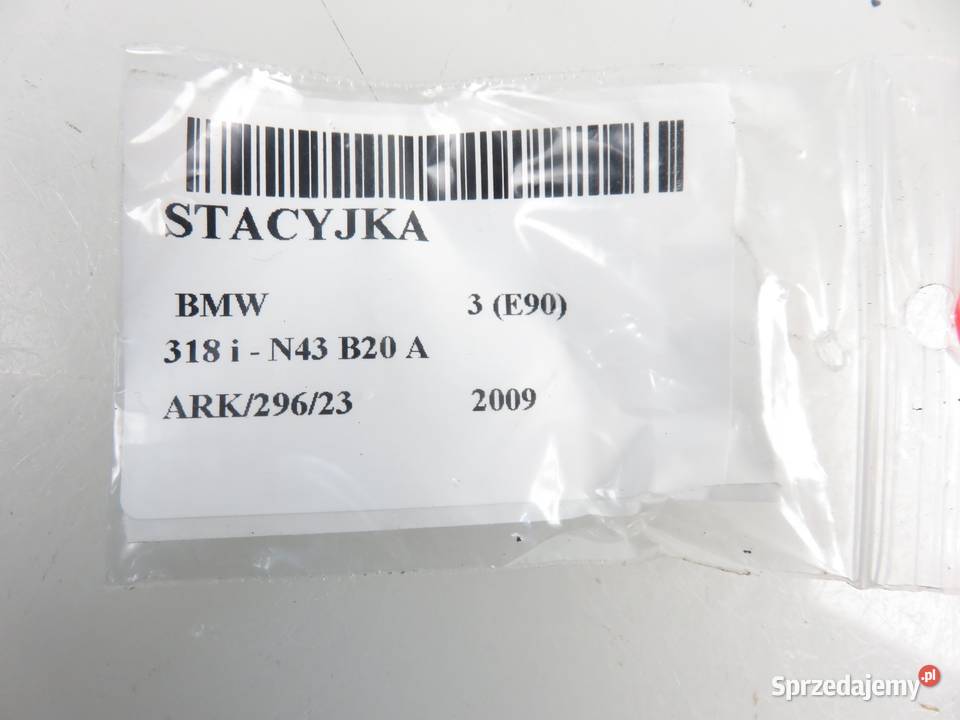 STACYJKA
BMW 3 (E90)
318 i - N43 B20 A
ARK/296/23 2009
Sprzedajemy.pl